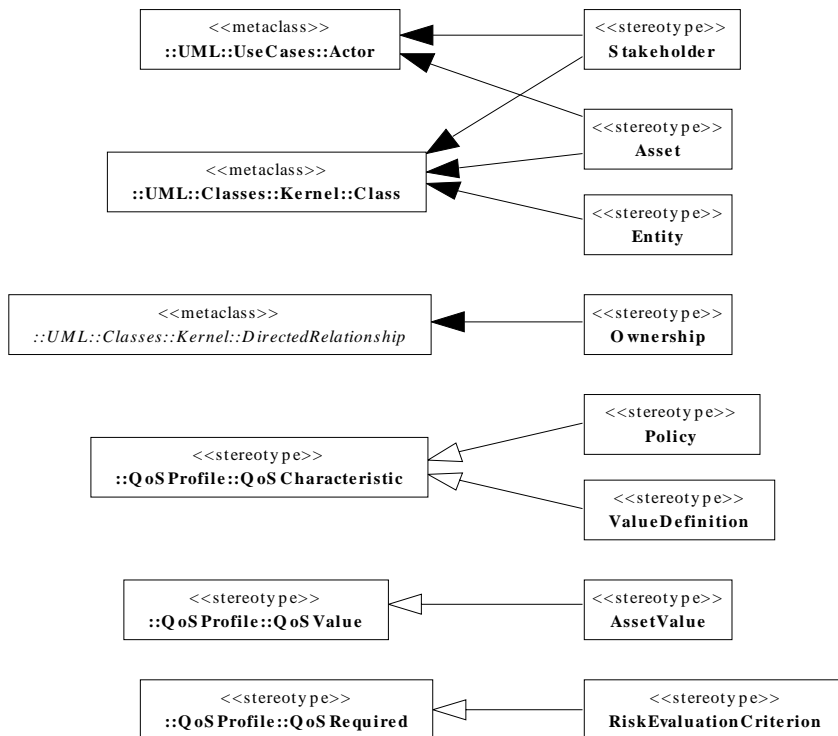 <<metaclass>>
::UML::UseCases::Actor
<<stereotype>>
Stakeholder
<<stereotype>>
Asset
<<metaclass>>
::UML::Classes::Kernel::Class
<<stereotype>>
Entity
<<metaclass>>
::UML::Classes::Kernel::DirectedRelationship
<<stereotype>>
Ownership
<<stereotype>>
Policy
<<stereotype>>
::QoSProfile::QoSCharacteristic
<<stereotype>>
ValueDefinition
<<stereotype>>
::QoSProfile::QoSValue
<<stereotype>>
AssetValue
<<stereotype>>
::QoSProfile::QoSRequired
<<stereotype>>
RiskEvaluationCriterion